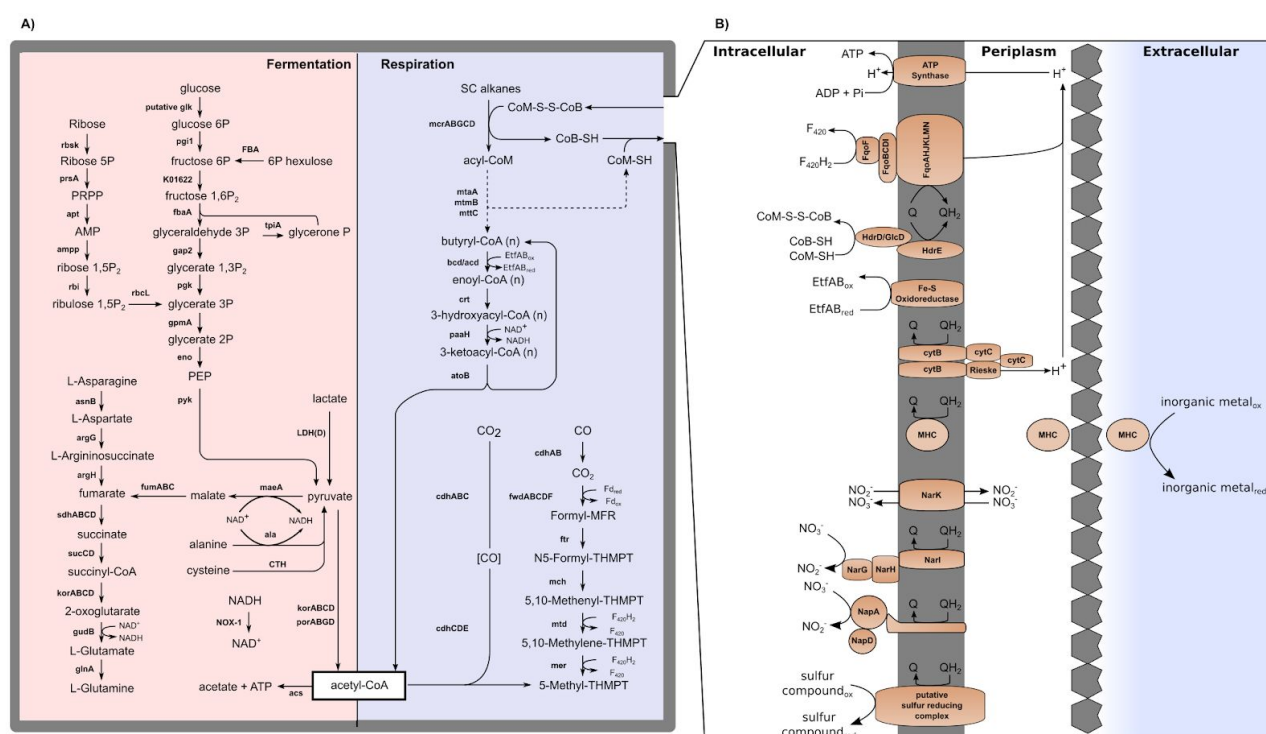 A)
Fermentation
Respiration
glucose
putative glk
glucose 6P
pgi1
FBA
fructose 6P
6P hexulose
K01622
fructose 1,6P₂
fbaA
tpiA
glyceraldehyde 3P
glycerone P
gap2
glycerate 1,3P₂
pgk
glycerate 3P
gpmA
glycerate 2P
eno
PEP
pyk
Ribose
rbsk
Ribose 5P
prsA
PRPP
apt
AMP
ampp
ribose 1,5P₂
rbi
ribulose 1,5P₂
rbcL
L-Asparagine
asnB
L-Aspartate
argG
L-Argininosuccinate
argH
fumarate
fumABC
malate
maeA
pyruvate
lactate
LDH(D)
sdhABCD
succinate
sucCD
succinyl-CoA
korABCD
2-oxoglutarate
gudB
NAD⁻
NADH
L-Glutamate
glnA
L-Glutamine
NAD⁺
NADH
ala
alanine
cysteine
CTH
NADH
NOX-1
NAD⁺
korABCD
porABGD
acetate + ATP
acs
acetyl-CoA
SC alkanes
mcrABGCD
CoM-S-S-CoB
CoB-SH
CoM-SH
acyl-CoM
mtaA
mtmB
mttC
butyryl-CoA (n)
bcd/acd
EtfABox
EtfABred
enoyl-CoA (n)
crt
3-hydroxyacyl-CoA (n)
paaH
NAD⁺
NADH
3-ketoacyl-CoA (n)
atoB
CO2
cdhABC
[CO]
cdhCDE
CO
cdhAB
CO₂
fwdABCDF
Fdred
Fdox
Formyl-MFR
ftr
N5-Formyl-THMPT
mch
5,10-Methenyl-THMPT
mtd
F₄₂₀H₂
F₄₂₀
5,10-Methylene-THMPT
mer
F₄₂₀H₂
F₄₂₀
5-Methyl-THMPT
B)
Intracellular
Periplasm
Extracellular
ATP
H⁺
ADP + Pi
ATP
Synthase
H⁺
F₄₂₀
F₄₂₀H₂
FqoF
FqoBCDI
FqoAHJKLMN
Q
QH₂
CoM-S-S-CoB
CoB-SH
CoM-SH
HdrD/GlcD
HdrE
EtfABox
EtfABred
Fe-S
Oxidoreductase
Q
QH₂
cytB
cytC
cytC
cytB
Rieske
H⁺
Q
QH₂
MHC
MHC
MHC
inorganic metalox
inorganic metalred
NO₂⁻
NO₃⁻
NarK
NO₂⁻
NO₃⁻
NO₃⁻
NO₂⁻
NarG
NarH
NarI
Q
QH₂
NO₃⁻
NO₂⁻
NapA
NapD
Q
QH₂
Q
QH₂
sulfur
compoundox
putative
sulfur reducing
complex
sulfur